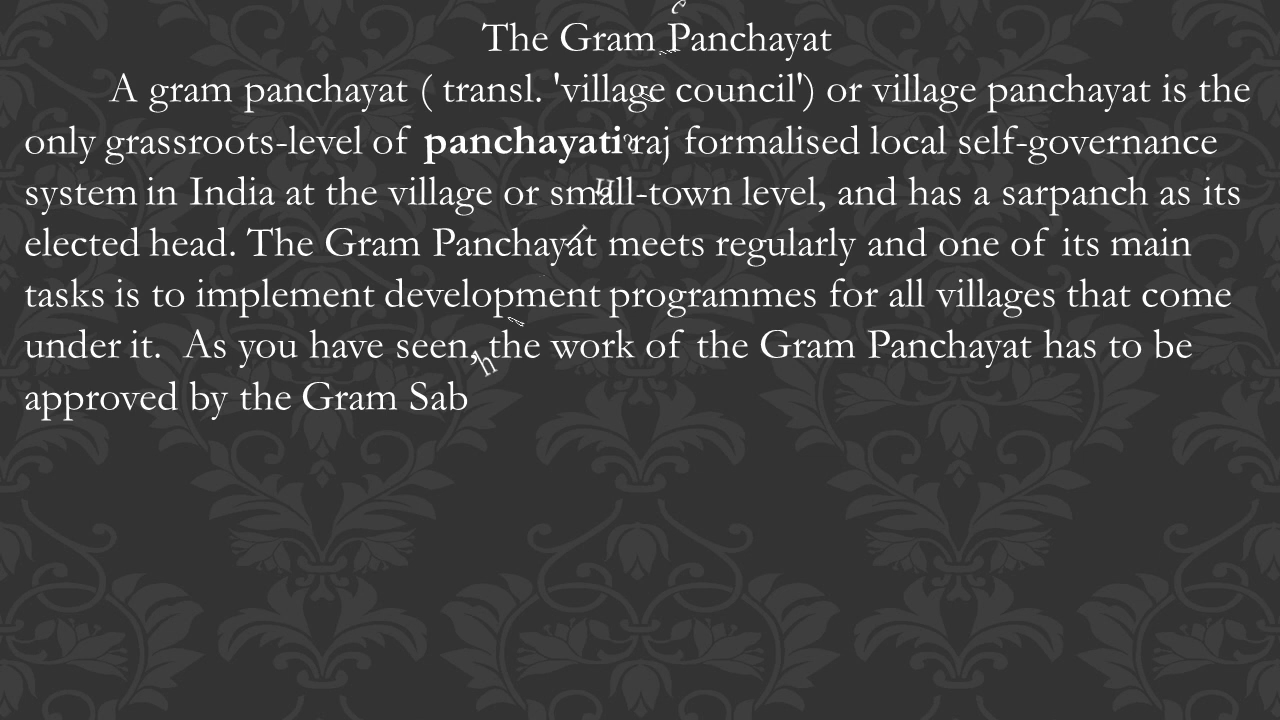 The Gram Panchayat
A gram panchayat ( transl. 'village council') or village panchayat is the
only grassroots-level of panchayati raj formalised local self-governance
system in India at the village or small-town level, and has a sarpanch as its
elected head. The Gram Panchayat meets regularly and one of its main
tasks is to implement development programmes for all villages that come
under it. As you have seen, the work of the Gram Panchayat has to be
approved by the Gram Sab